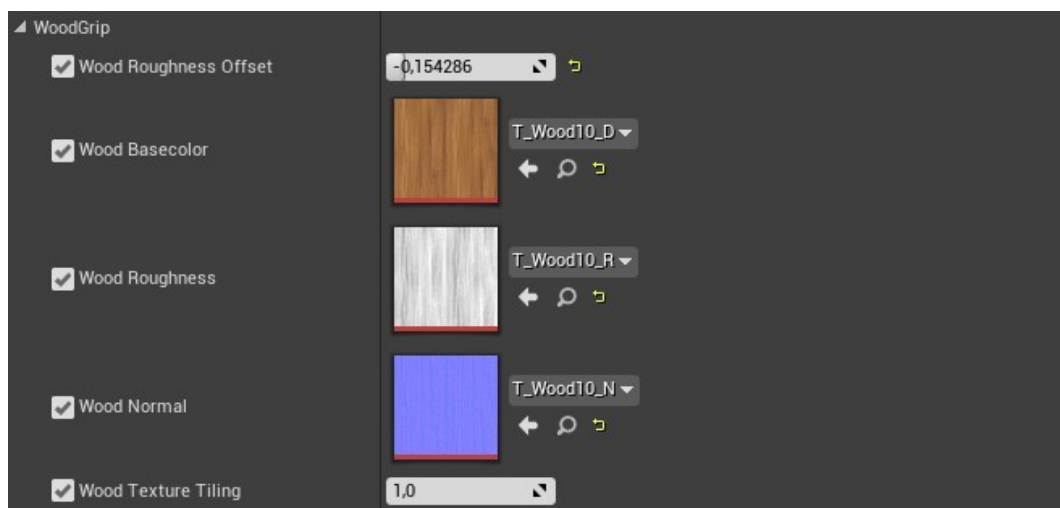 WoodGrip
Wood Roughness Offset -0,154286
Wood Basecolor T_Wood10_D
Wood Roughness T_Wood10_R
Wood Normal T_Wood10_N
Wood Texture Tiling 1,0